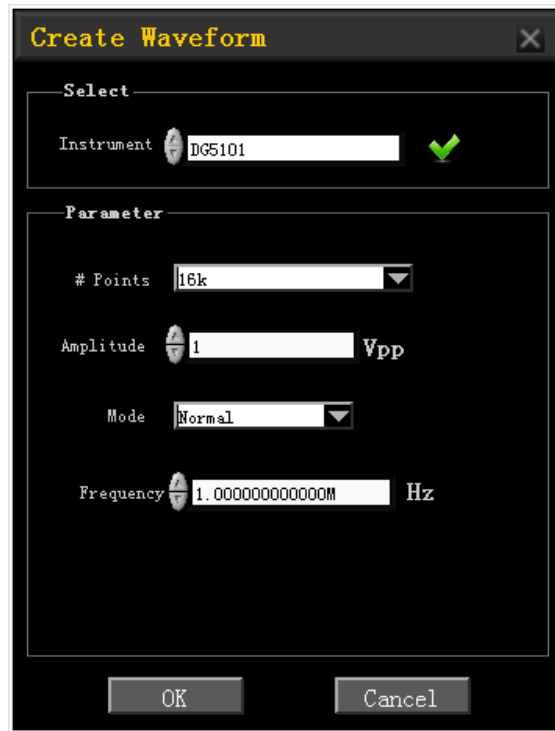 Create Waveform
Select
Instrument DG5101
Parameter
# Points 16k
Amplitude 1 Vpp
Mode Normal
Frequency 1.000000000000M Hz
OK Cancel